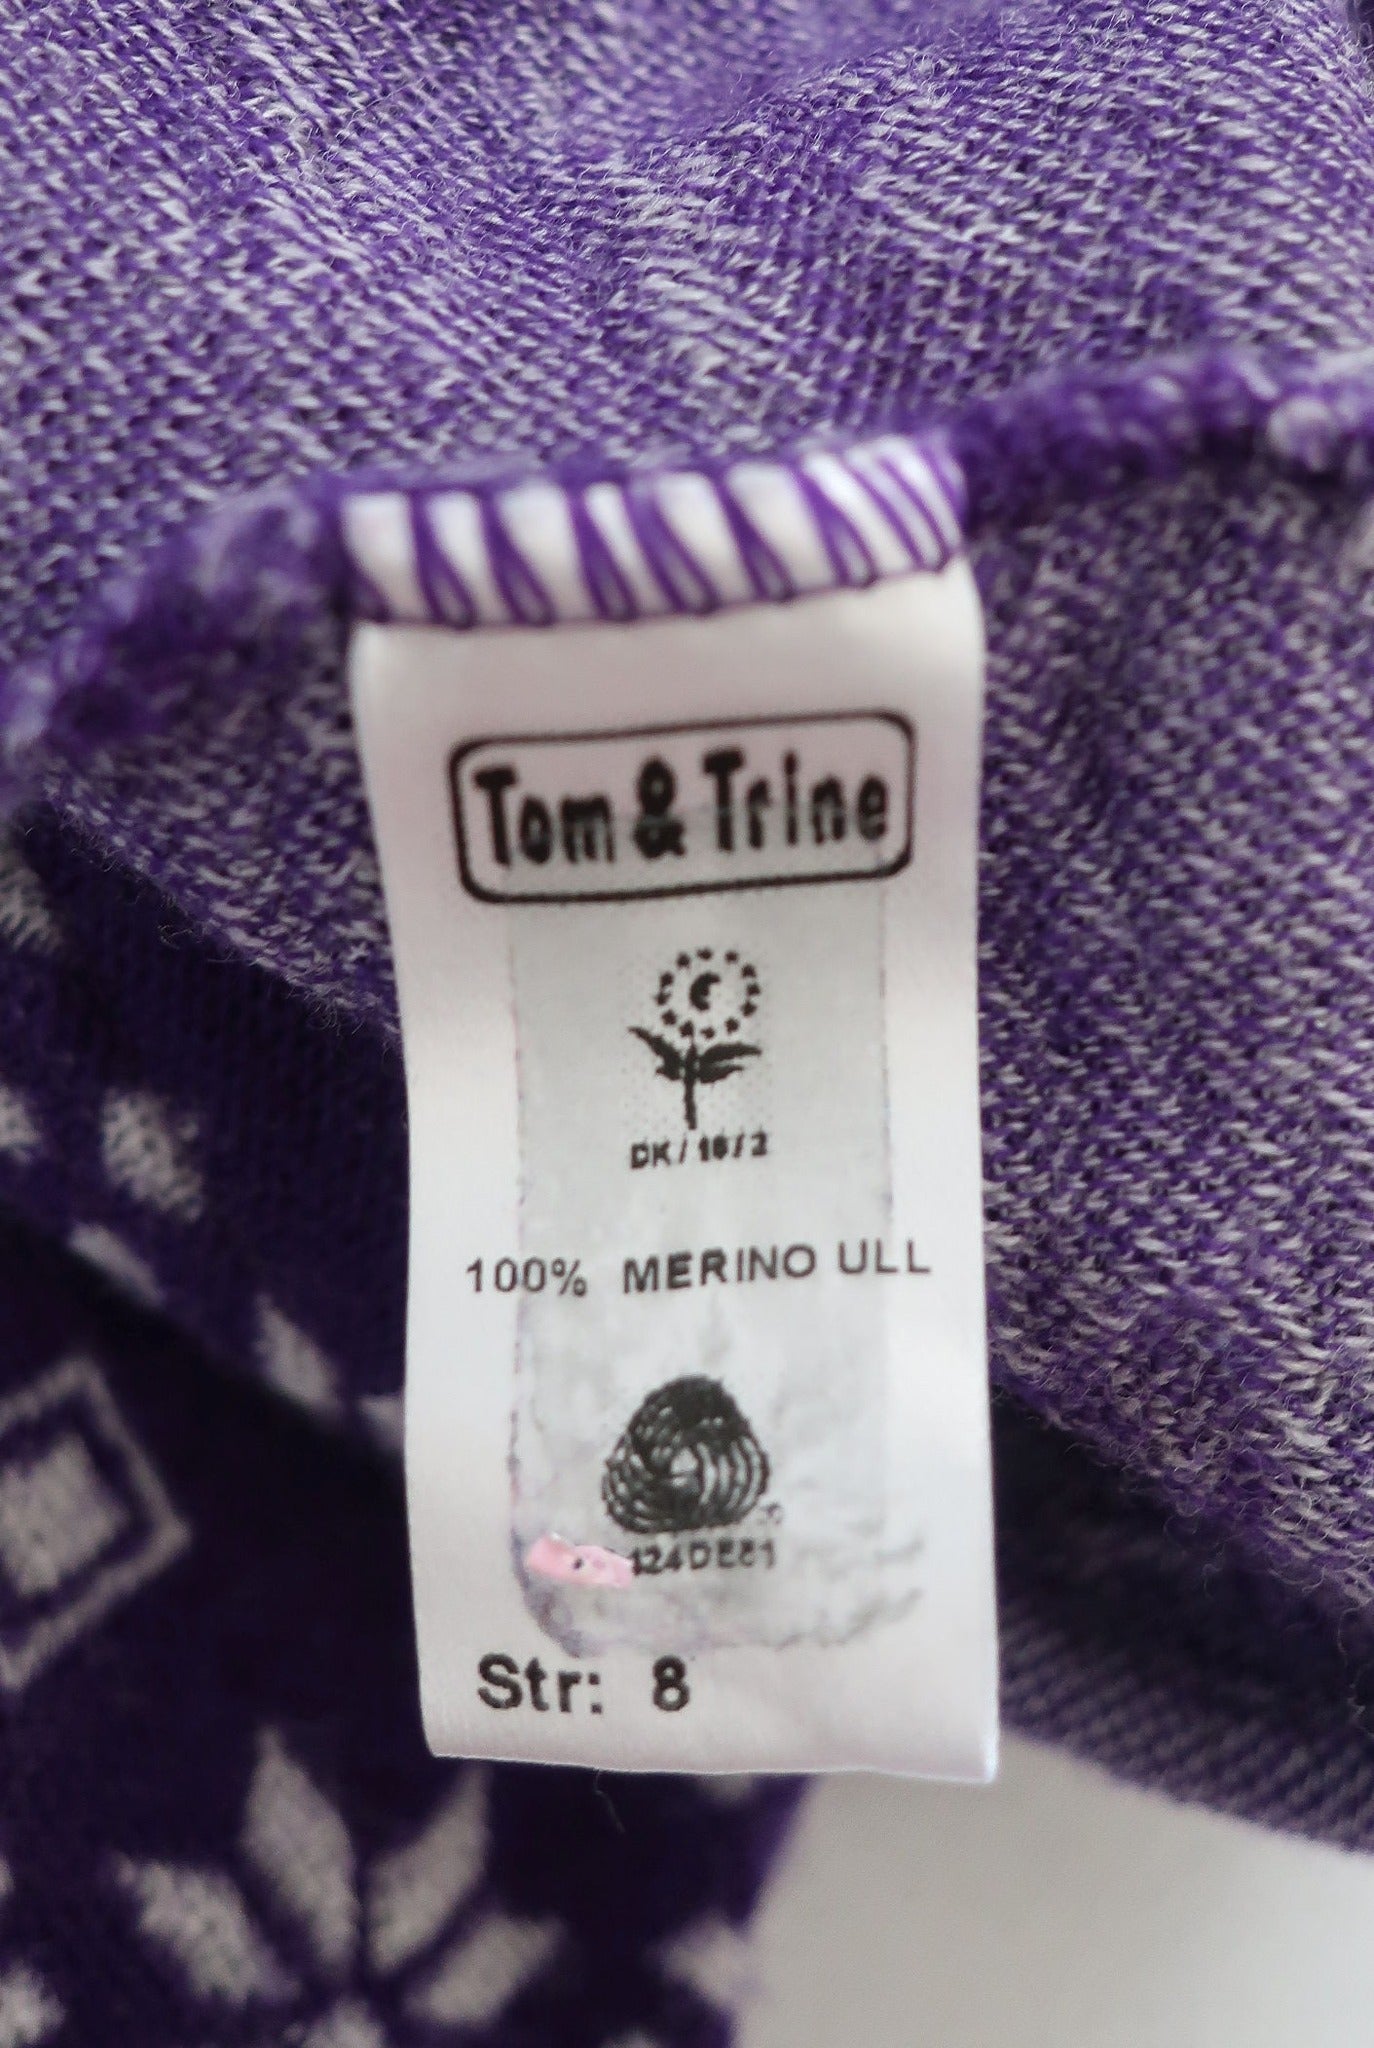 Tom & Trine
DK/16/2
100% MERINO ULL
Str: 8